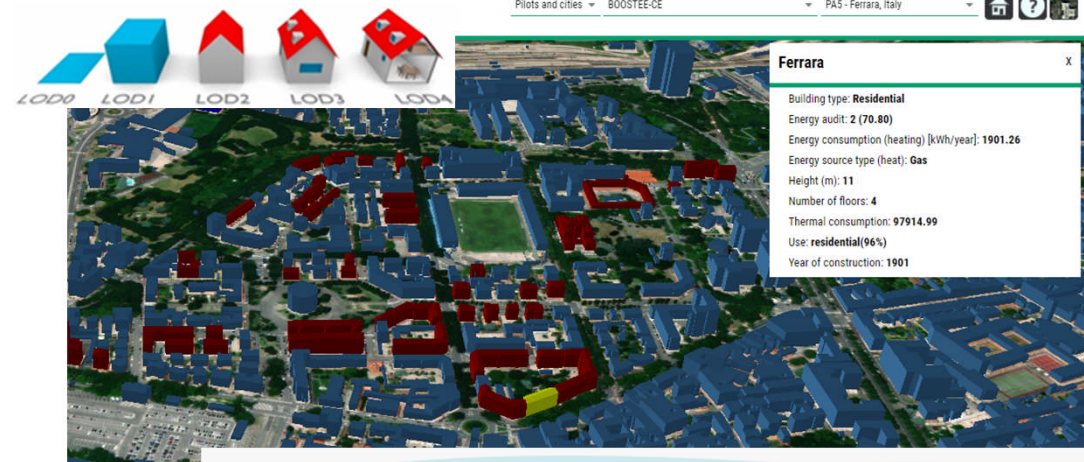 Pilots and cities BOOSTEE-CE PA5 - Ferrara, Italy ?
LOD0 LOD1 LOD2 LOD3 LOD4
Ferrara X
Building type: Residential
Energy audit: 2 (70.80)
Energy consumption (heating) [kWh/year]: 1901.26
Energy source type (heat): Gas
Height (m): 11
Number of floors: 4
Thermal consumption: 97914.99
Use: residential(96%)
Year of construction: 1901